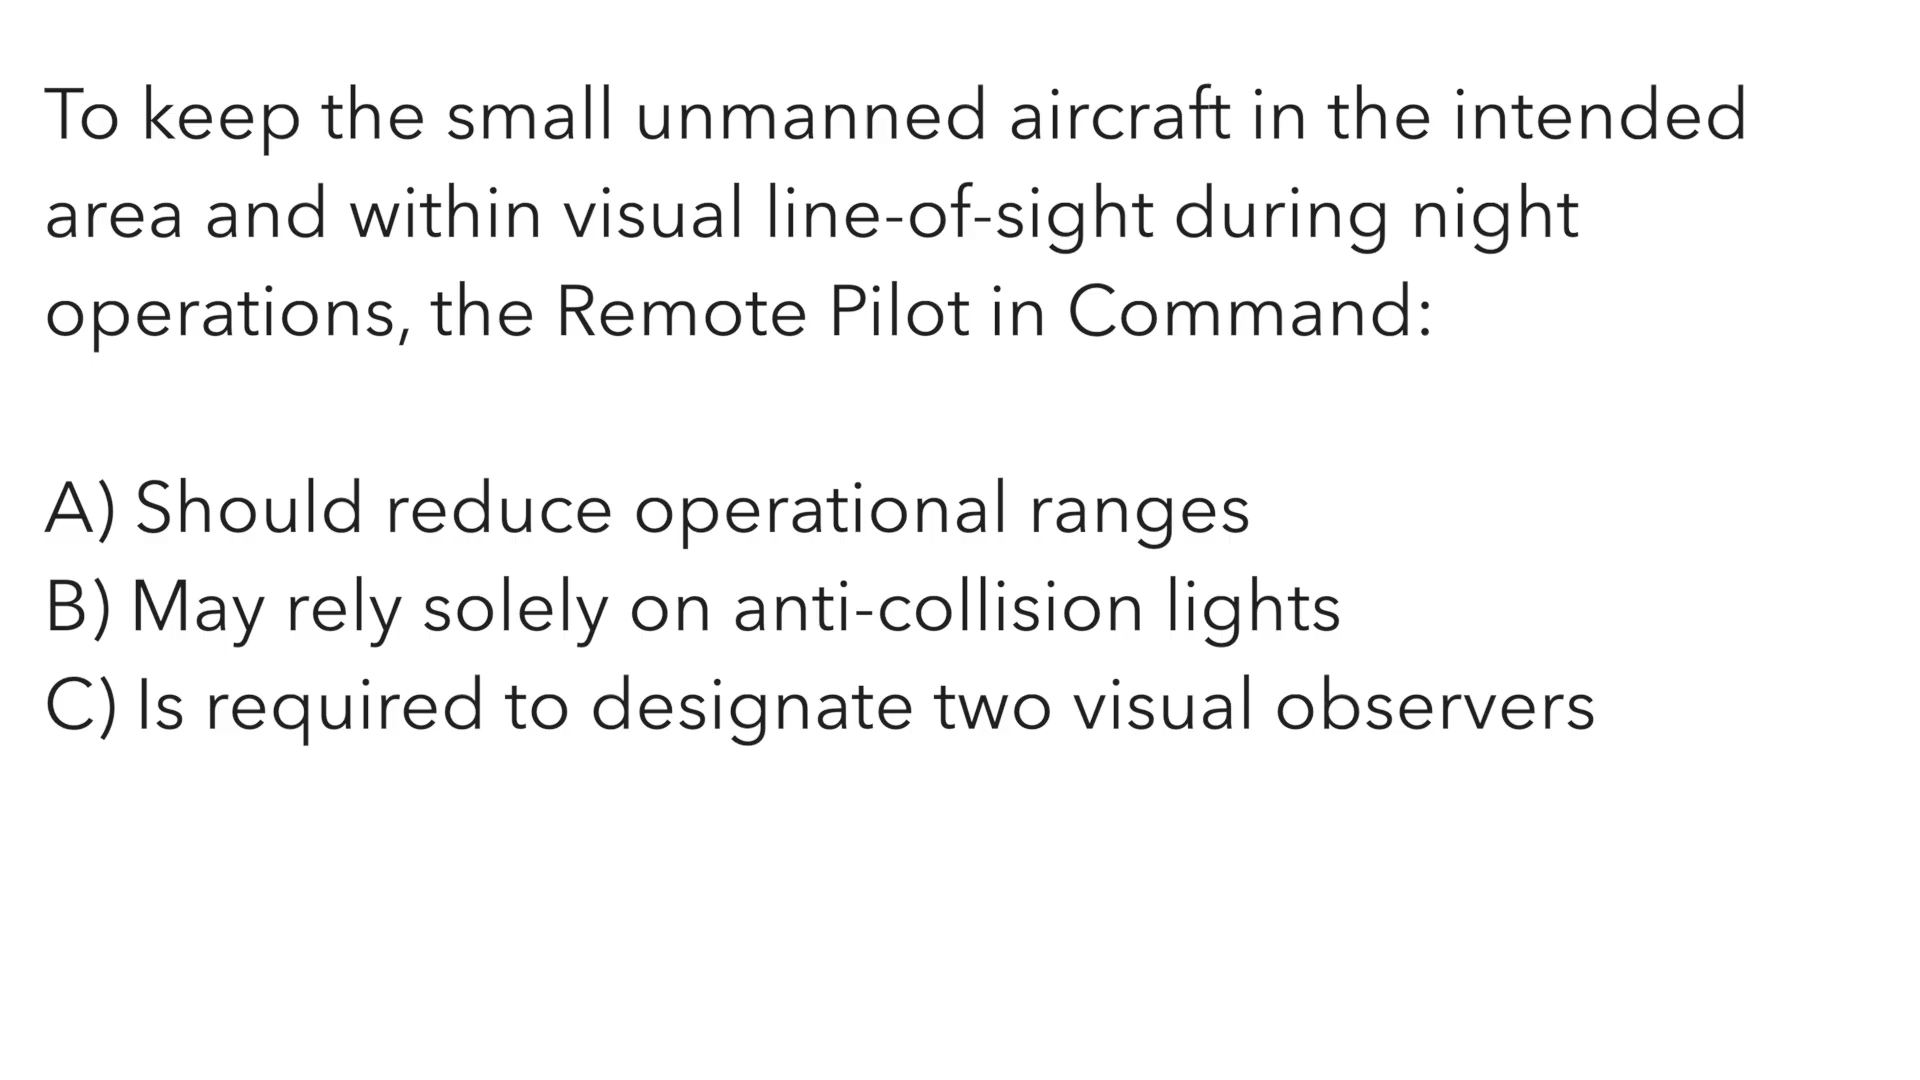 To keep the small unmanned aircraft in the intended
area and within visual line-of-sight during night
operations, the Remote Pilot in Command:
A) Should reduce operational ranges
B) May rely solely on anti-collision lights
C) Is required to designate two visual observers